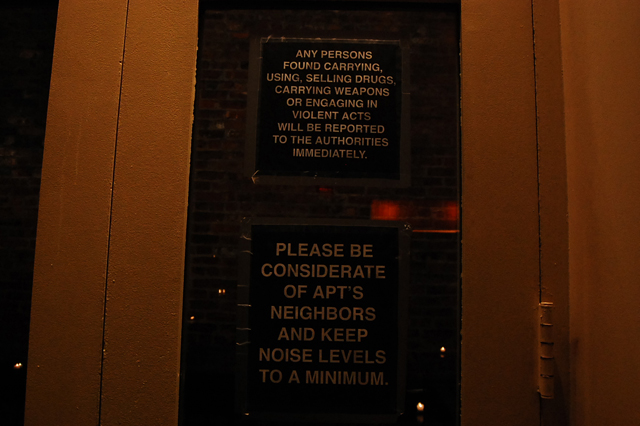 ANY PERSONS
FOUND CARRYING,
USING, SELLING DRUGS,
CARRYING WEAPONS
OR ENGAGING IN
VIOLENT ACTS
WILL BE REPORTED
TO THE AUTHORITIES
IMMEDIATELY.
PLEASE BE
CONSIDERATE
OF APT'S
NEIGHBORS
AND KEEP
NOISE LEVELS
TO A MINIMUM.